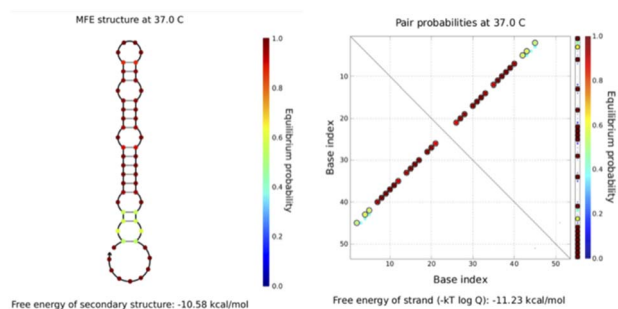 MFE structure at 37.0 C
1.0
0.8
0.6
0.4
0.2
0.0
Equilibrium probability
Free energy of secondary structure: -10.58 kcal/mol
Pair probabilities at 37.0 C
Base index
10
20
30
40
50
10
20
30
40
50
Base index
1.0
0.8
0.6
0.4
0.2
0.0
Equilibrium probability
Free energy of strand (-kT log Q): -11.23 kcal/mol